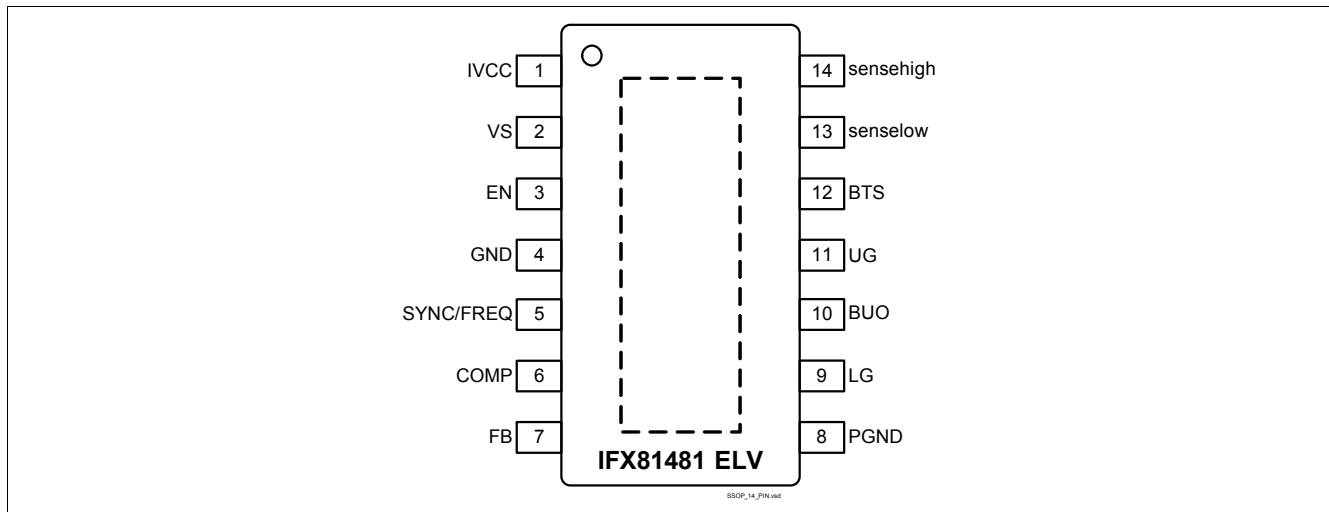 IVCC 1
VS 2
EN 3
GND 4
SYNC/FREQ 5
COMP 6
FB 7
14 sensehigh
13 senselow
12 BTS
11 UG
10 BUO
9 LG
8 PGND
IFX81481 ELV
SSOP_14_PIN.vsd